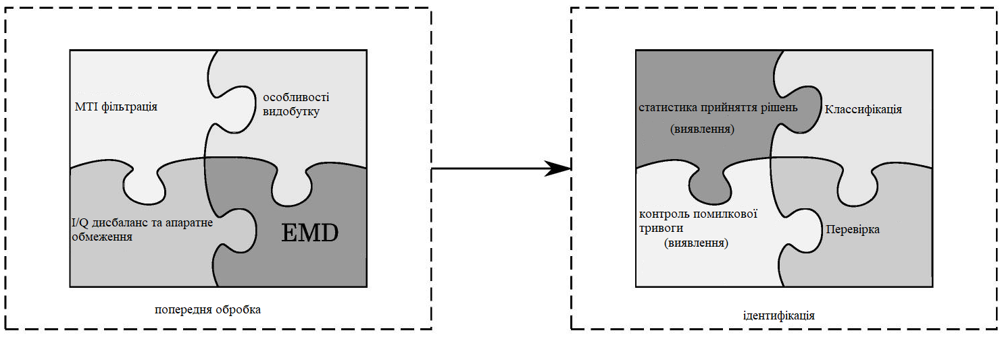 МТІ фільтрація
особливості
видобутку
I/Q дисбаланс та апаратне
обмеження
EMD
попередня обробка
статистика прийняття рішень
(виявлення)
Классифікація
контроль помилкової
тривоги
(виявлення)
Перевірка
ідентифікація